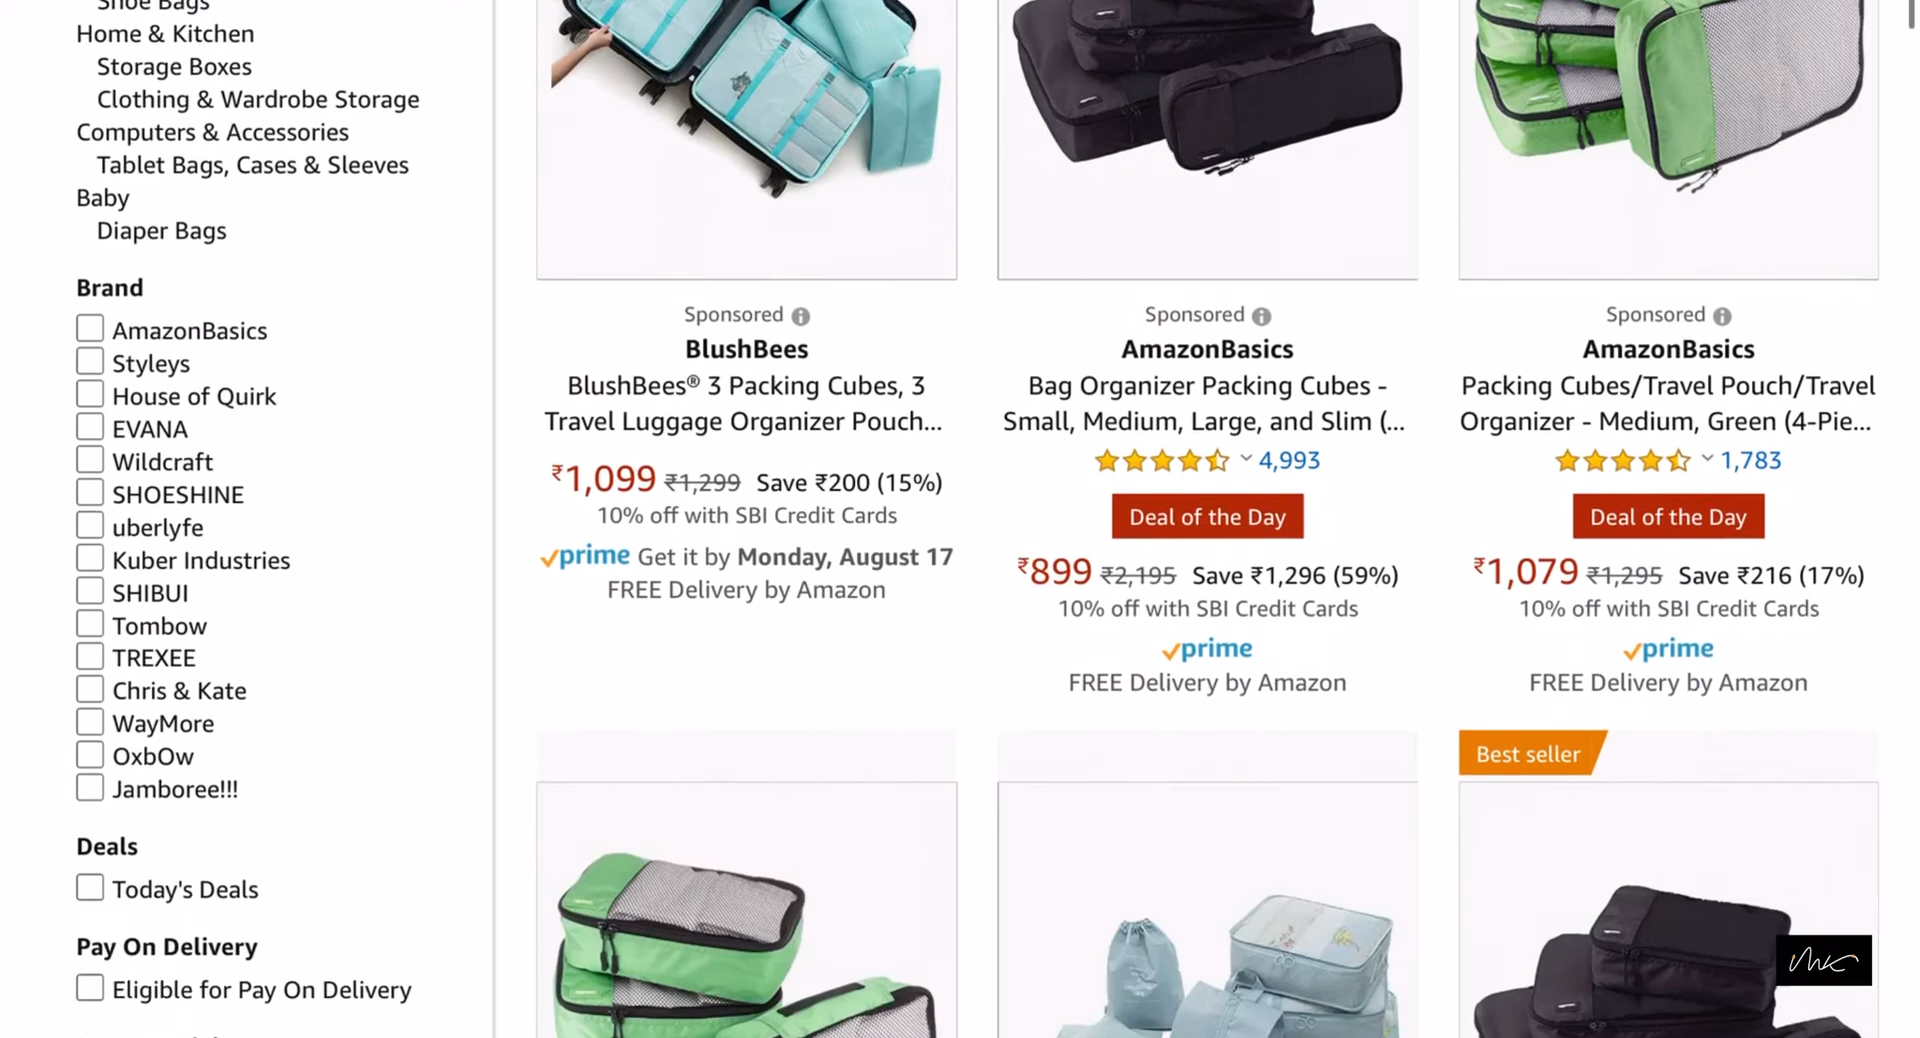 Shoe Bags
Home & Kitchen
Storage Boxes
Clothing & Wardrobe Storage
Computers & Accessories
Tablet Bags, Cases & Sleeves
Baby
Diaper Bags
Brand
AmazonBasics
Styleys
House of Quirk
EVANA
Wildcraft
SHOESHINE
uberlyfe
Kuber Industries
SHIBUI
Tombow
TREXEE
Chris & Kate
WayMore
OxbOw
Jamboree!!!
Deals
Today's Deals
Pay On Delivery
Eligible for Pay On Delivery
Sponsored
BlushBees
BlushBees® 3 Packing Cubes, 3
Travel Luggage Organizer Pouch...
₹1,099 ₹1,299 Save ₹200 (15%)
10% off with SBI Credit Cards
prime Get it by Monday, August 17
FREE Delivery by Amazon
Sponsored
AmazonBasics
Bag Organizer Packing Cubes -
Small, Medium, Large, and Slim (...
4,993
Deal of the Day
₹899 ₹2,195 Save ₹1,296 (59%)
10% off with SBI Credit Cards
prime
FREE Delivery by Amazon
Sponsored
AmazonBasics
Packing Cubes/Travel Pouch/Travel
Organizer - Medium, Green (4-Pie...
1,783
Deal of the Day
₹1,079 ₹1,295 Save ₹216 (17%)
10% off with SBI Credit Cards
prime
FREE Delivery by Amazon
Best seller